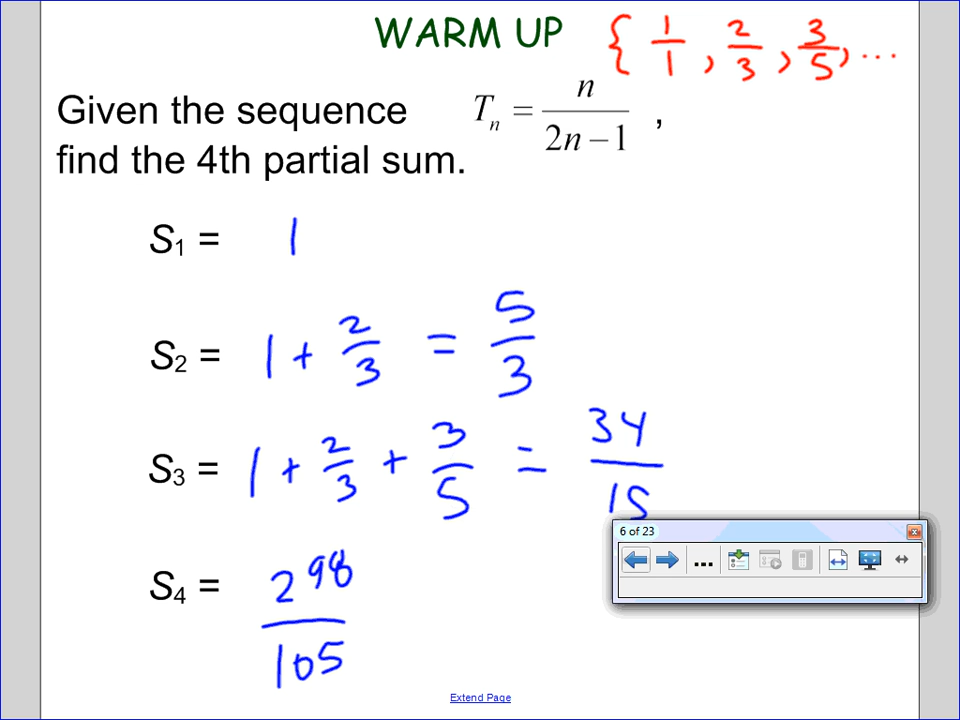 WARM UP { 1/1 , 2/3 , 3/5 , ...
Given the sequence Tn = n/(2n − 1) ,
find the 4th partial sum.
S1 = 1
S2 = 1 + 2/3 = 5/3
S3 = 1 + 2/3 + 3/5 = 34/15
6 of 23
...
S4 = 298/105
Extend Page